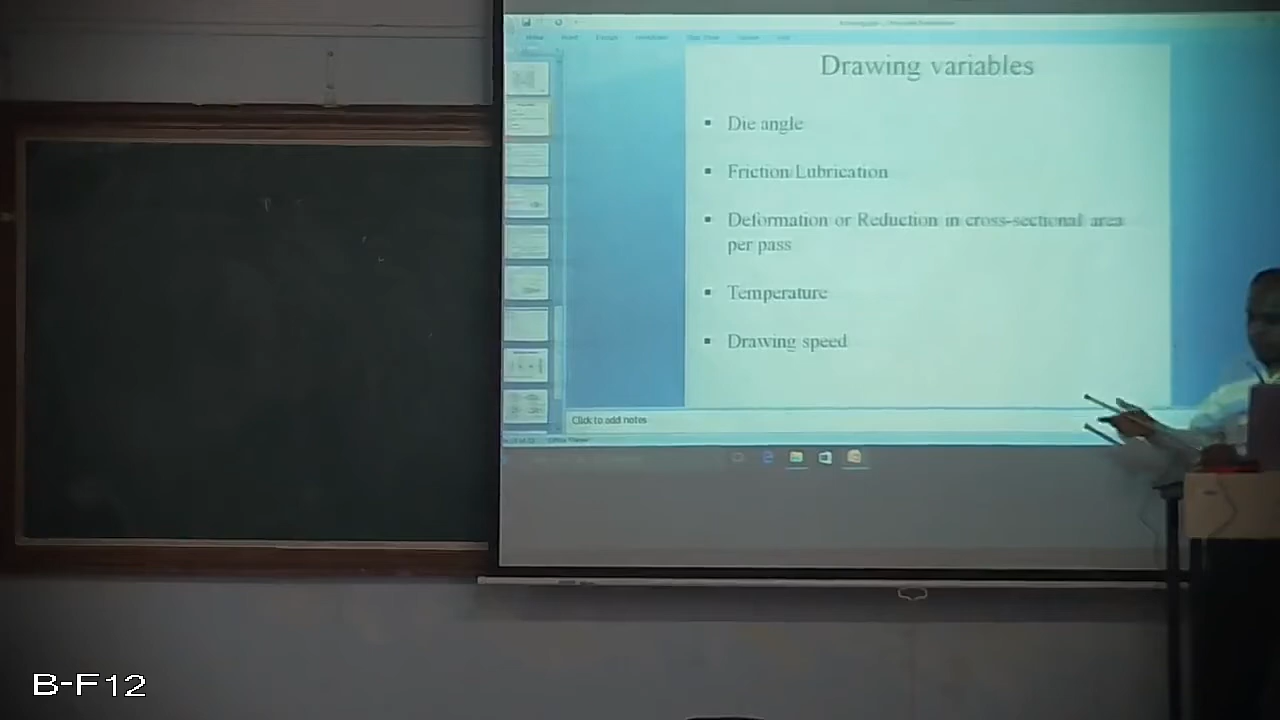 Drawing variables
▪ Die angle
▪ Friction/Lubrication
▪ Deformation or Reduction in cross-sectional area
per pass
▪ Temperature
▪ Drawing speed
Click to add notes
B-F12